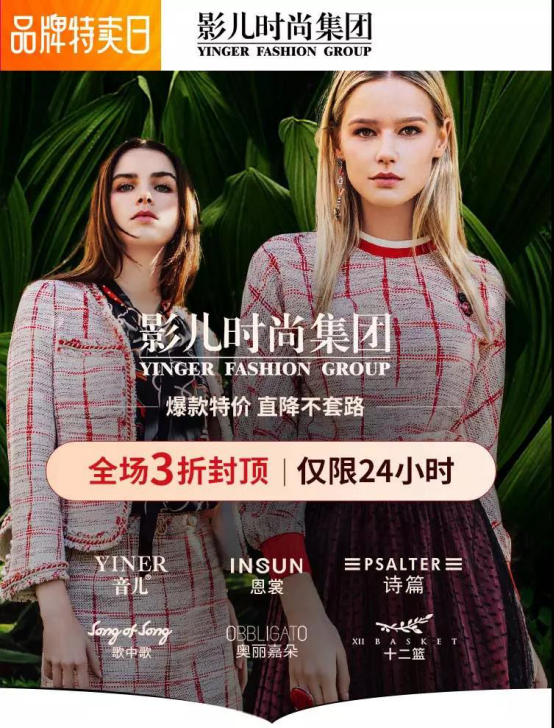 品牌特卖日
影儿时尚集团
YINGER FASHION GROUP
影儿时尚集团
YINGER FASHION GROUP
爆款特价 直降不套路
全场3折封顶 | 仅限24小时
YINER
音儿®
INSUN
恩裳
PSALTER
诗篇
Song of Song
歌中歌
OBBLIGATO
奥丽嘉朵
XII BASKET
十二篮